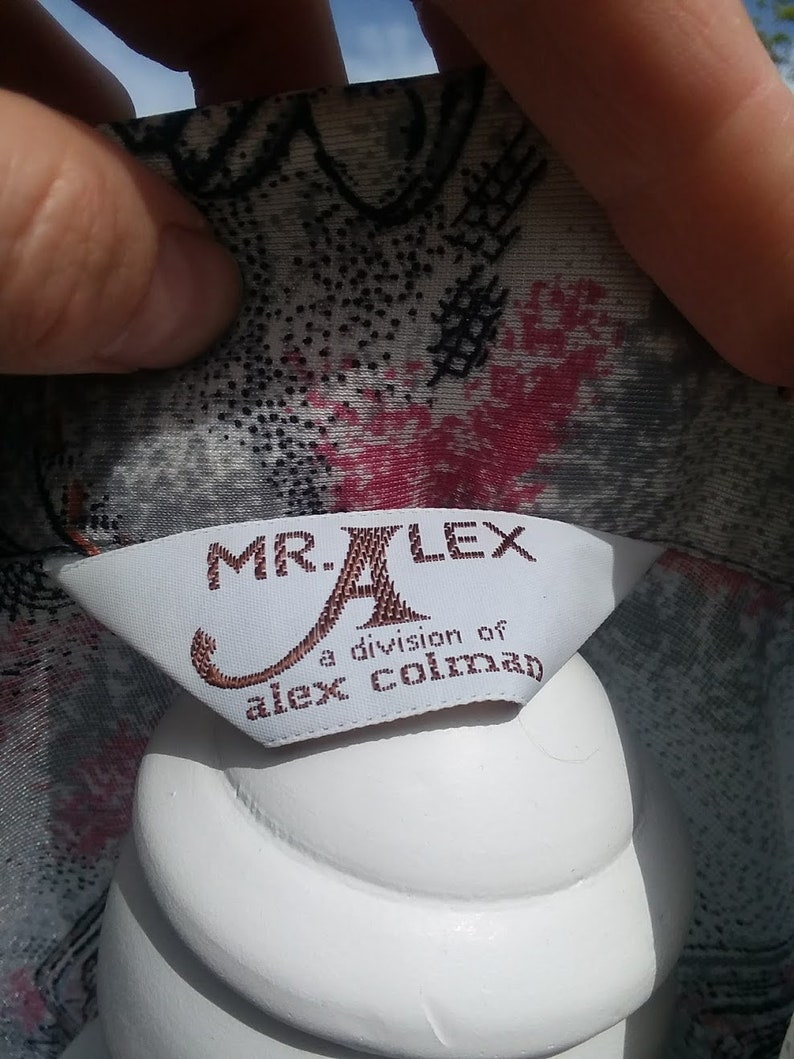 MR. ALEX
a division of
alex colman